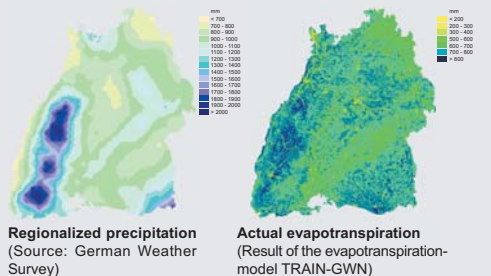 mm
< 700
700 - 800
800 - 900
900 - 1000
1000 - 1100
1100 - 1200
1200 - 1300
1300 - 1400
1400 - 1500
1500 - 1600
1600 - 1700
1700 - 1800
1800 - 1900
1900 - 2000
> 2000
mm
< 200
200 - 300
300 - 400
400 - 500
500 - 600
600 - 700
700 - 800
> 800
Regionalized precipitation
(Source: German Weather
Survey)
Actual evapotranspiration
(Result of the evapotranspiration-
model TRAIN-GWN)